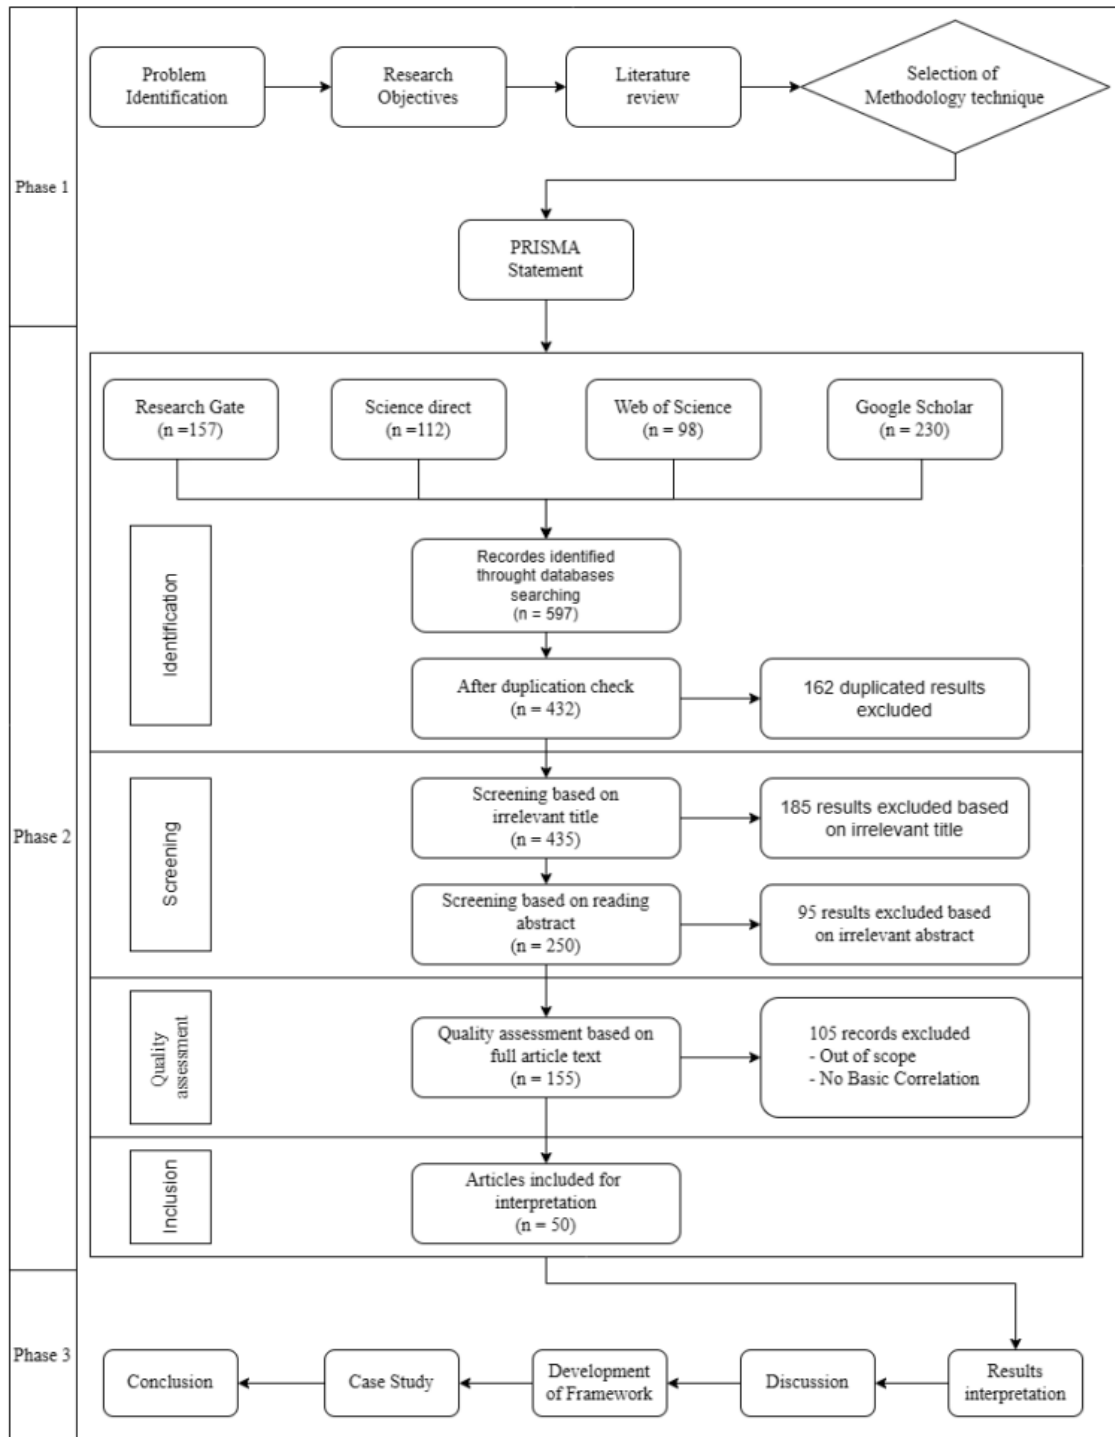 Phase 1
Problem
Identification
Research
Objectives
Literature
review
Selection of
Methodology technique
PRISMA
Statement
Phase 2
Research Gate
(n =157)
Science direct
(n =112)
Web of Science
(n = 98)
Google Scholar
(n = 230)
Identification
Recordes identified
throught databases
searching
(n = 597)
After duplication check
(n = 432)
162 duplicated results
excluded
Screening
Screening based on
irrelevant title
(n = 435)
185 results excluded based
on irrelevant title
Screening based on reading
abstract
(n = 250)
95 results excluded based
on irrelevant abstract
Quality
assessment
Quality assessment based on
full article text
(n = 155)
105 records excluded
- Out of scope
- No Basic Correlation
Inclusion
Articles included for
interpretation
(n = 50)
Phase 3
Conclusion
Case Study
Development
of Framework
Discussion
Results
interpretation